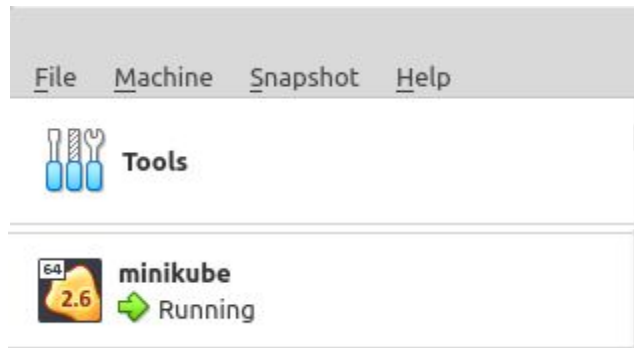 File Machine Snapshot Help
Tools
64
2.6
minikube
Running